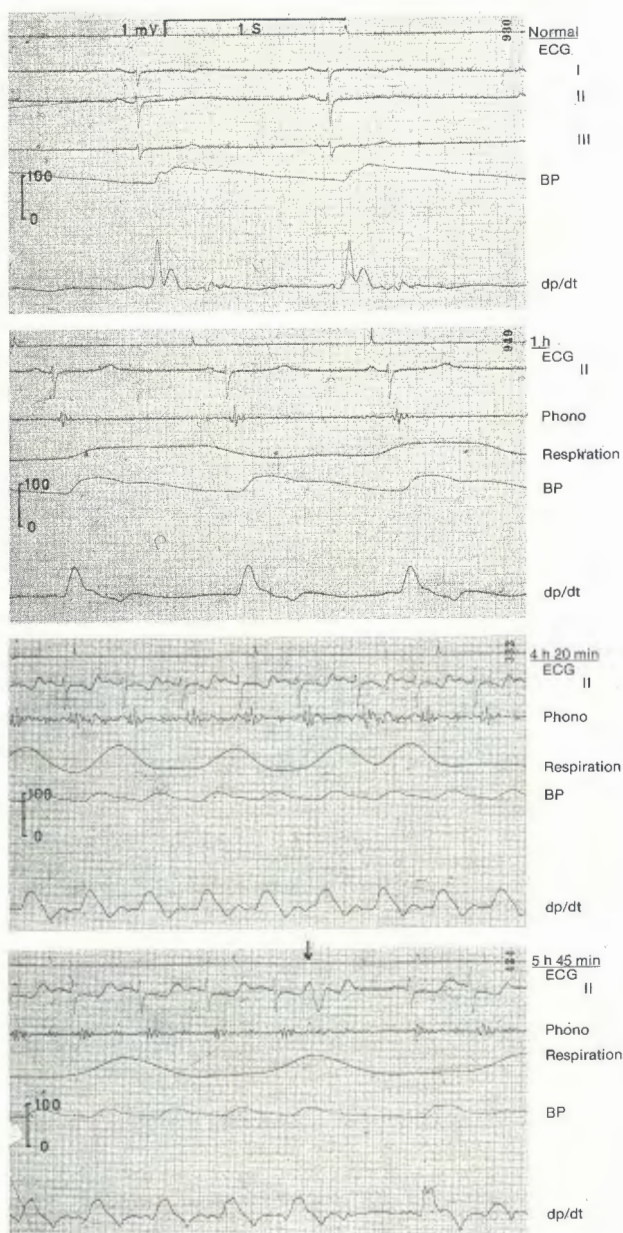 1 mV 1 S
980
Normal
ECG
I
II
III
100
0
BP
dp/dt
949
1 h
ECG
II
Phono
Respiration
100
0
BP
dp/dt
4 h 20 min
ECG
II
Phono
Respiration
100
0
BP
dp/dt
5 h 45 min
ECG
II
Phono
Respiration
100
0
BP
dp/dt